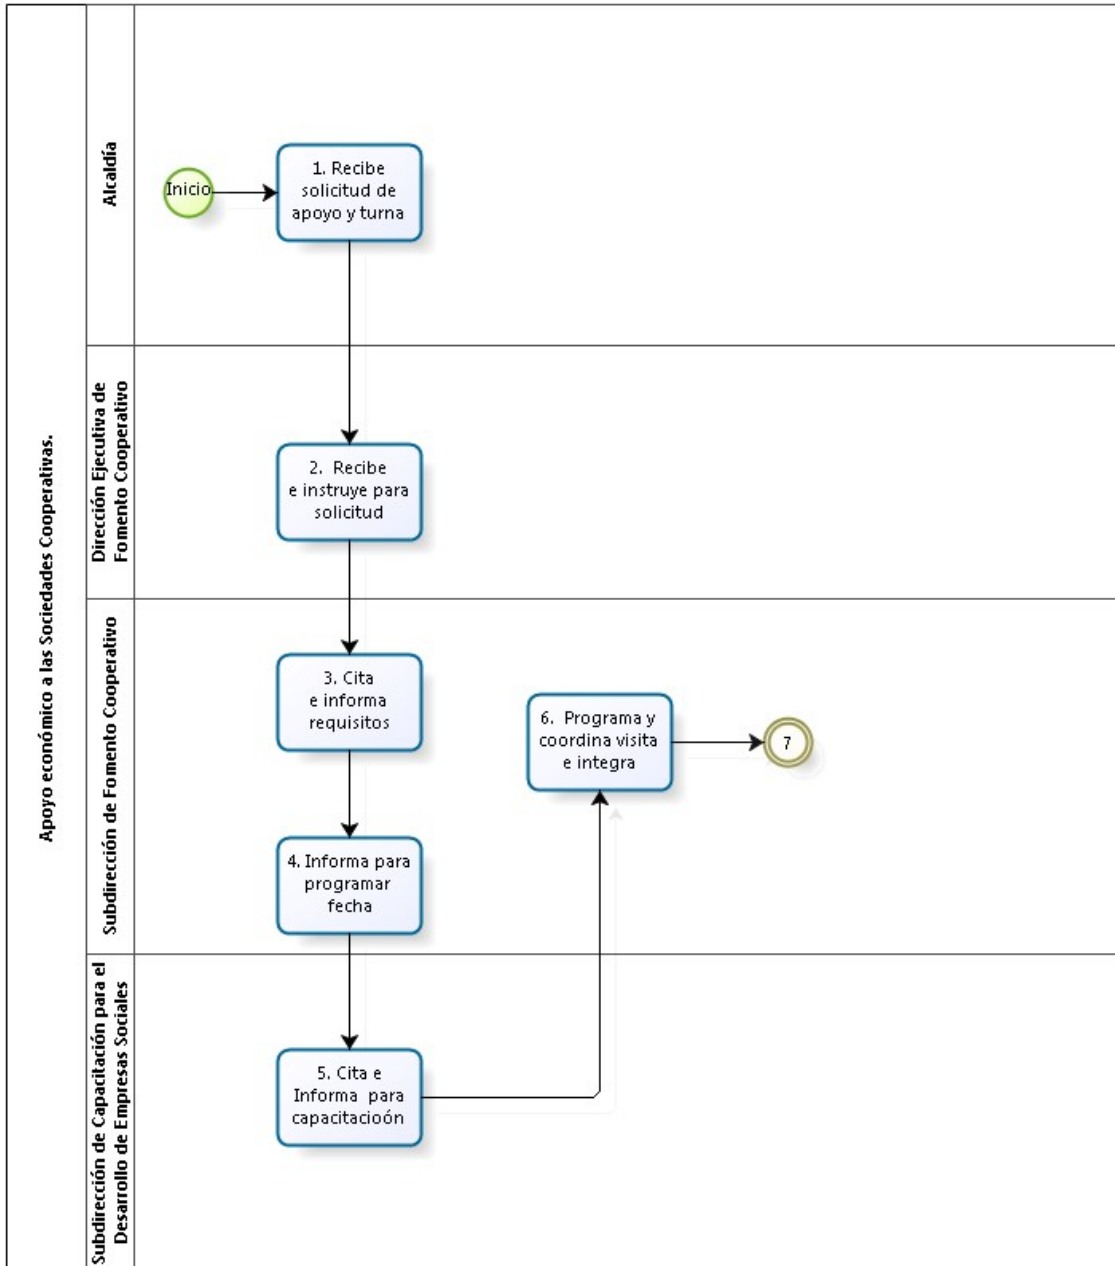 Apoyo económico a las Sociedades Cooperativas.
Alcaldía
Inicio
1. Recibe
solicitud de
apoyo y turna
Dirección Ejecutiva de
Fomento Cooperativo
2.  Recibe
e instruye para
solicitud
Subdirección de Fomento Cooperativo
3. Cita
e informa
requisitos
4. Informa para
programar
fecha
6.  Programa y
coordina visita
e integra
7
Subdirección de Capacitación para el
Desarrollo de Empresas Sociales
5. Cita e
Informa  para
capacitacioón